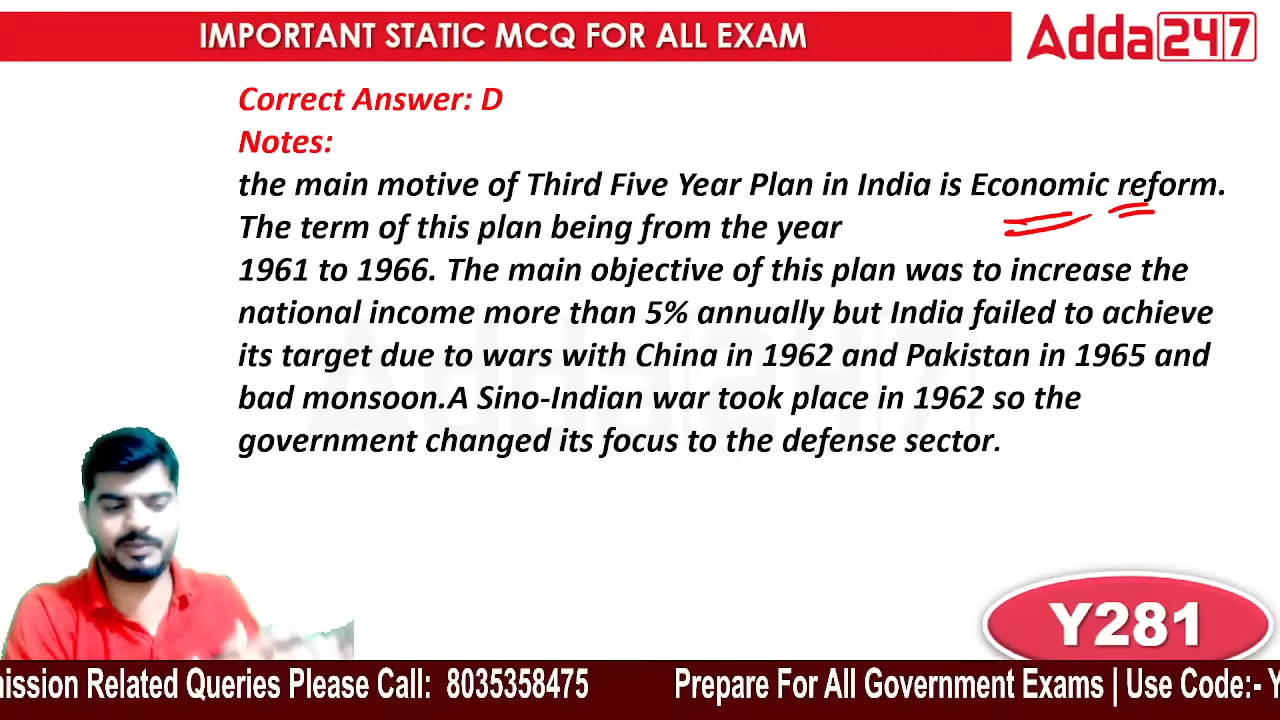 IMPORTANT STATIC MCQ FOR ALL EXAM
Adda247
Correct Answer: D
Notes:
the main motive of Third Five Year Plan in India is Economic reform.
The term of this plan being from the year
1961 to 1966. The main objective of this plan was to increase the
national income more than 5% annually but India failed to achieve
its target due to wars with China in 1962 and Pakistan in 1965 and
bad monsoon.A Sino-Indian war took place in 1962 so the
government changed its focus to the defense sector.
Y281
ission Related Queries Please Call: 8035358475 Prepare For All Government Exams | Use Code:- Y